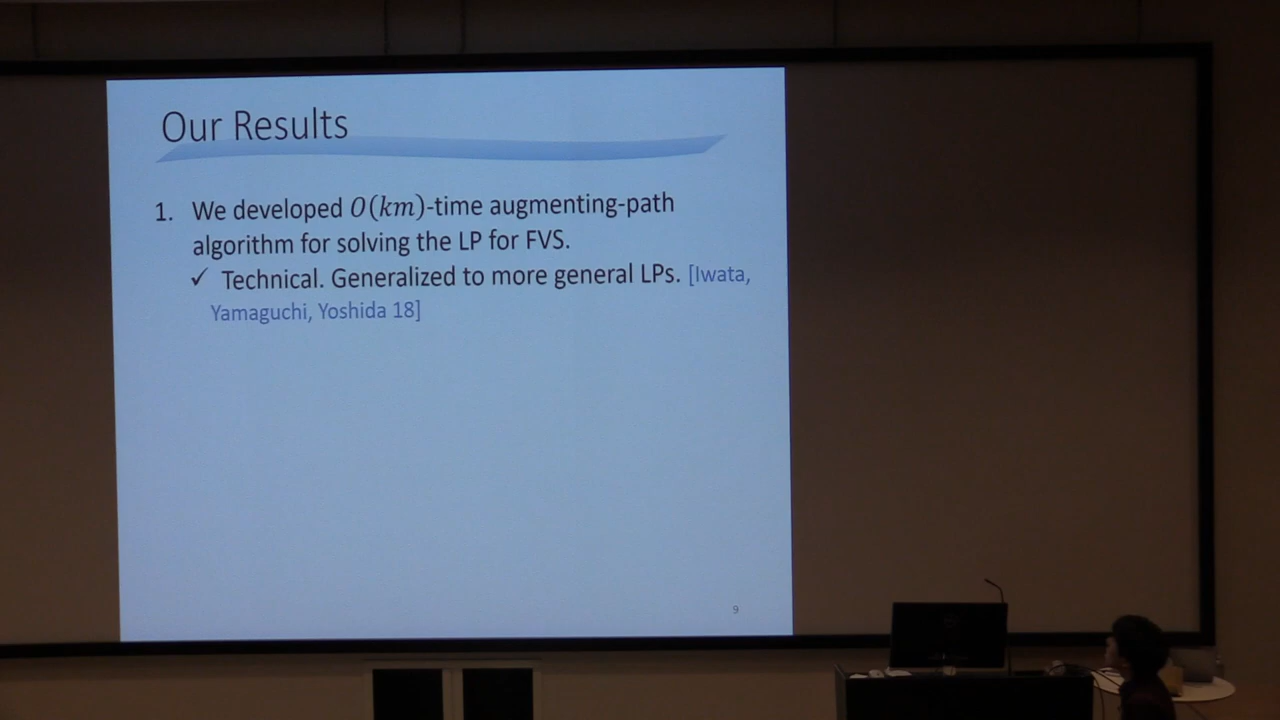 Our Results
1. We developed O(km)-time augmenting-path
algorithm for solving the LP for FVS.
✓ Technical. Generalized to more general LPs. [Iwata,
Yamaguchi, Yoshida 18]
9